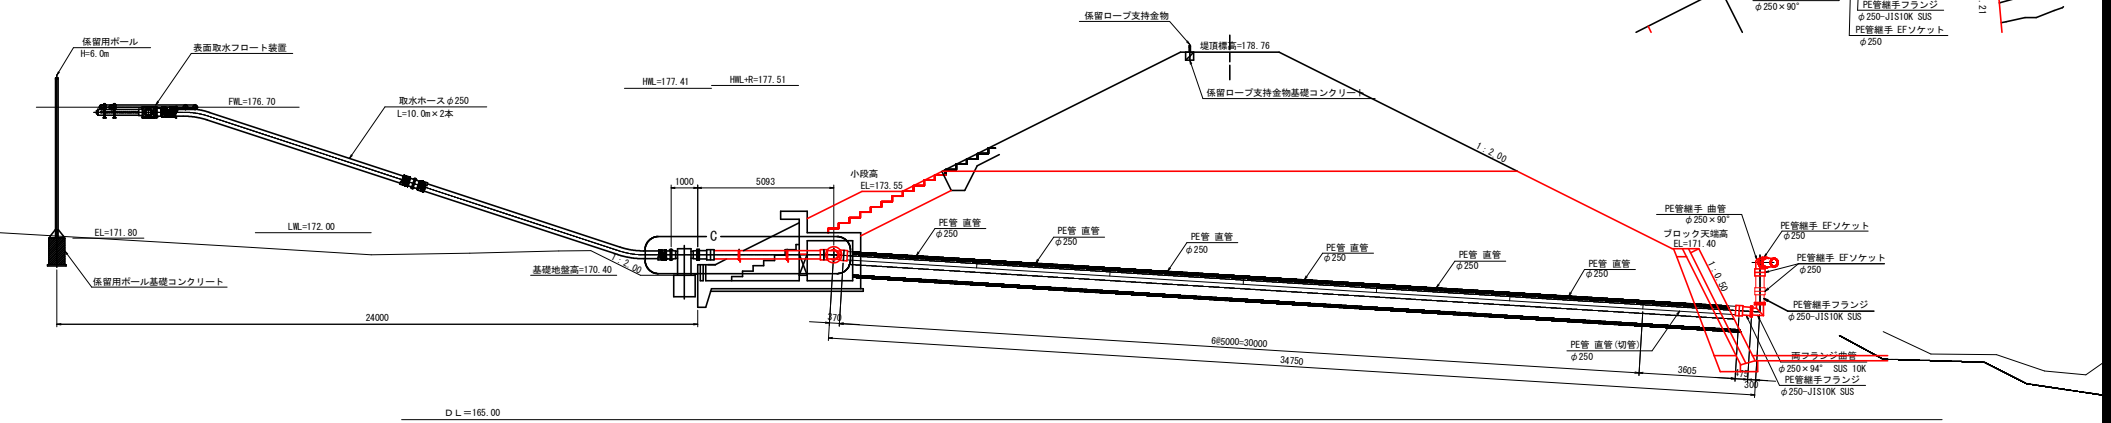 係留ロープ支持金物
φ250×90°
PE管継手フランジ
φ250-JIS10K SUS
PE管継手 EFソケット
φ250
21
係留用ポール
H=6.0m
表面取水フロート装置
堤頂標高=178.76
HWL=177.41
HWL+R=177.51
FWL=176.70
取水ホースφ250
L=10.0m×2本
係留ロープ支持金物基礎コンクリート
1:2.00
小段高
EL=173.55
1000
5093
EL=171.80
LWL=172.00
C
1:2.00
基礎地盤高=170.40
係留用ポール基礎コンクリート
PE管 直管
φ250
PE管 直管
φ250
PE管 直管
φ250
PE管 直管
φ250
PE管 直管
φ250
PE管 直管
φ250
PE管継手 曲管
φ250×90°
ブロック天端高
EL=171.40
1:0.50
PE管継手 EFソケット
φ250
PE管継手 EFソケット
φ250
PE管継手フランジ
φ250-JIS10K SUS
24000
370
6@5000=30000
34750
PE管 直管(切管)
φ250
3605
475
300
両フランジ曲管
φ250×94° SUS 10K
PE管継手フランジ
φ250-JIS10K SUS
DL=165.00